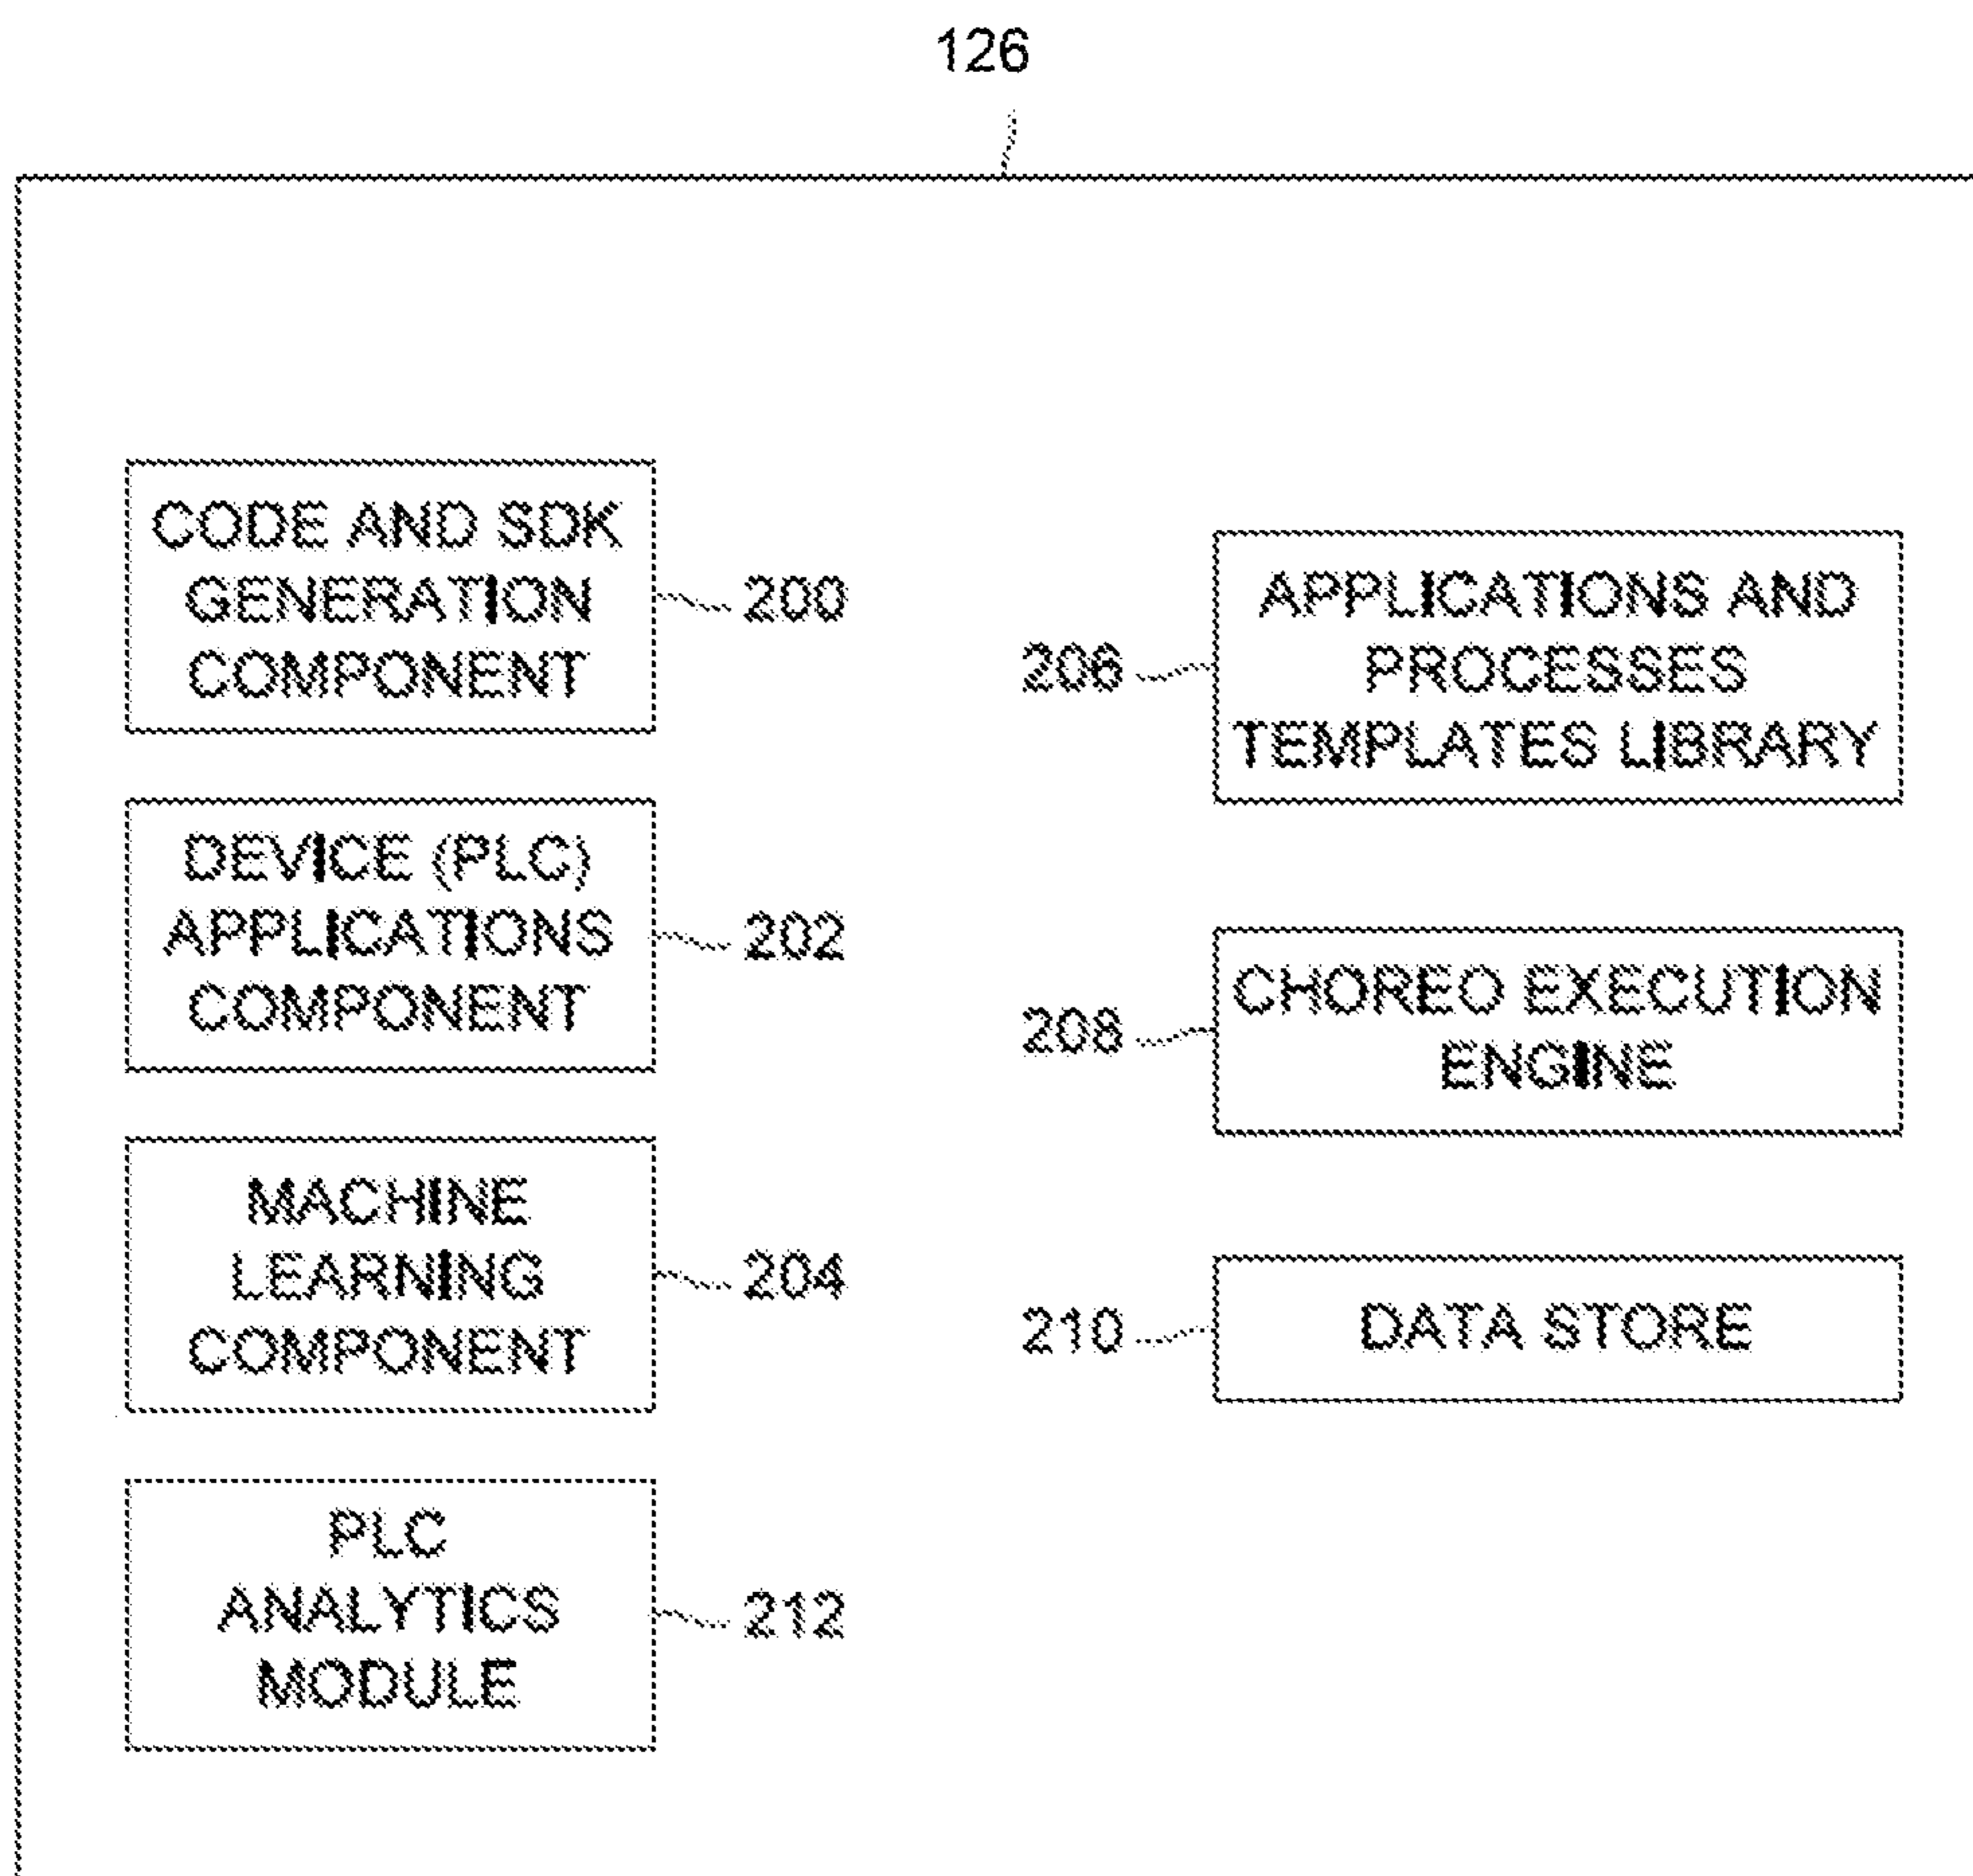 126
CODE AND SDK
GENERATION
COMPONENT
200
DEVICE (PLC)
APPLICATIONS
COMPONENT
202
MACHINE
LEARNING
COMPONENT
204
PLC
ANALYTICS
MODULE
212
206
APPLICATIONS AND
PROCESSES
TEMPLATES LIBRARY
208
CHOREO EXECUTION
ENGINE
210
DATA STORE